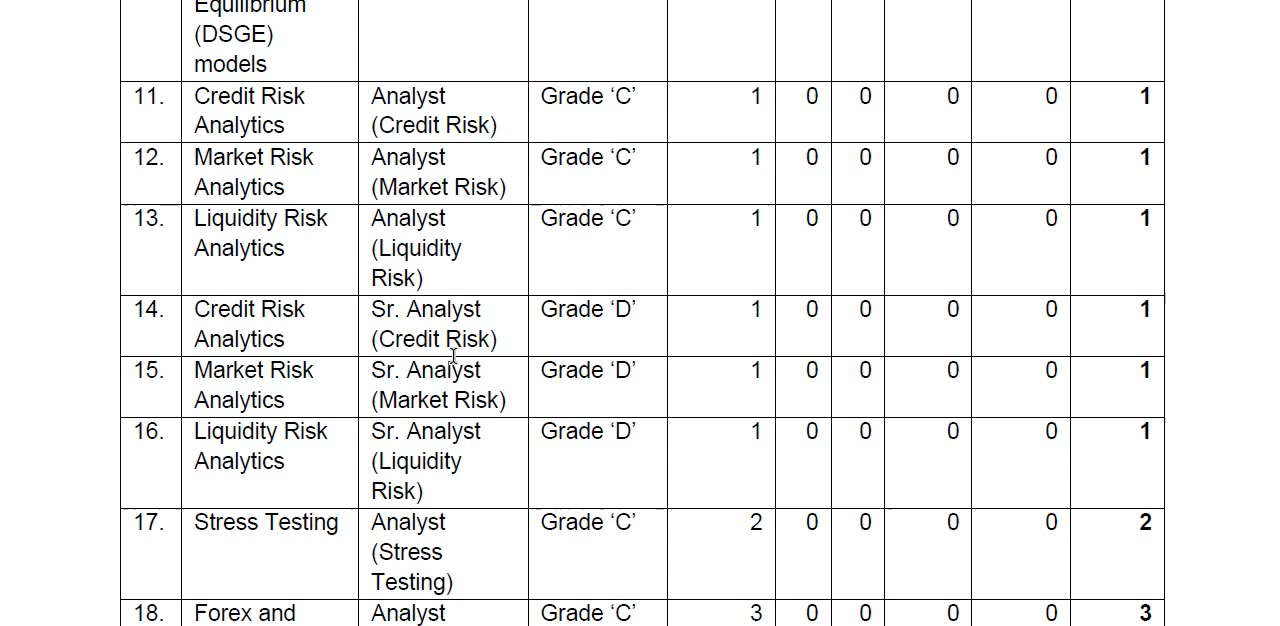 Equilibrium
(DSGE)
models
11. Credit Risk Analyst Grade ‘C’ 1 0 0 0 0 1
Analytics (Credit Risk)
12. Market Risk Analyst Grade ‘C’ 1 0 0 0 0 1
Analytics (Market Risk)
13. Liquidity Risk Analyst Grade ‘C’ 1 0 0 0 0 1
Analytics (Liquidity
Risk)
14. Credit Risk Sr. Analyst Grade ‘D’ 1 0 0 0 0 1
Analytics (Credit Risk)
15. Market Risk Sr. Analyst Grade ‘D’ 1 0 0 0 0 1
Analytics (Market Risk)
16. Liquidity Risk Sr. Analyst Grade ‘D’ 1 0 0 0 0 1
Analytics (Liquidity
Risk)
17. Stress Testing Analyst Grade ‘C’ 2 0 0 0 0 2
(Stress
Testing)
18. Forex and Analyst Grade ‘C’ 3 0 0 0 0 3